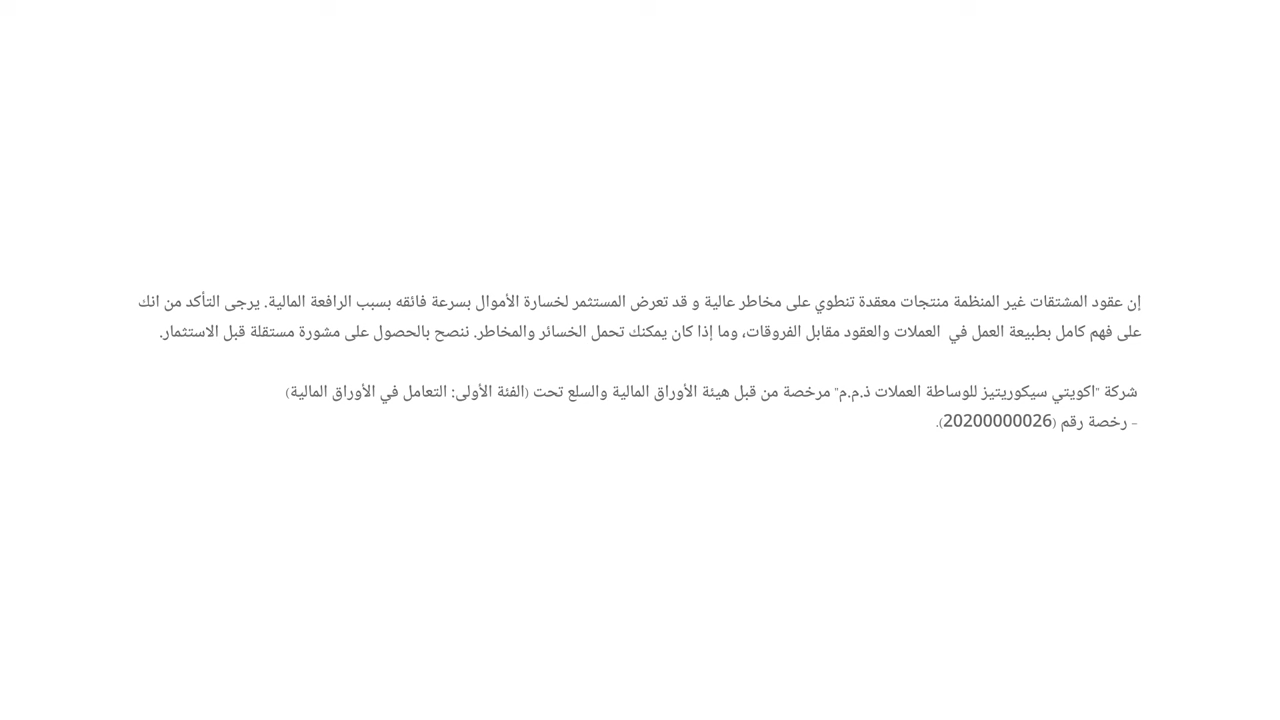 إن عقود المشتقات غير المنظمة منتجات معقدة تنطوي على مخاطر عالية و قد تعرض المستثمر لخسارة الأموال بسرعة فائقه بسبب الرافعة المالية. يرجى التأكد من انك
على فهم كامل بطبيعة العمل في العملات والعقود مقابل الفروقات، وما إذا كان يمكنك تحمل الخسائر والمخاطر. ننصح بالحصول على مشورة مستقلة قبل الاستثمار.
شركة "اكويتي سيكوريتيز للوساطة العملات ذ.م.م" مرخصة من قبل هيئة الأوراق المالية والسلع تحت (الفئة الأولى: التعامل في الأوراق المالية)
– رخصة رقم (20200000026).